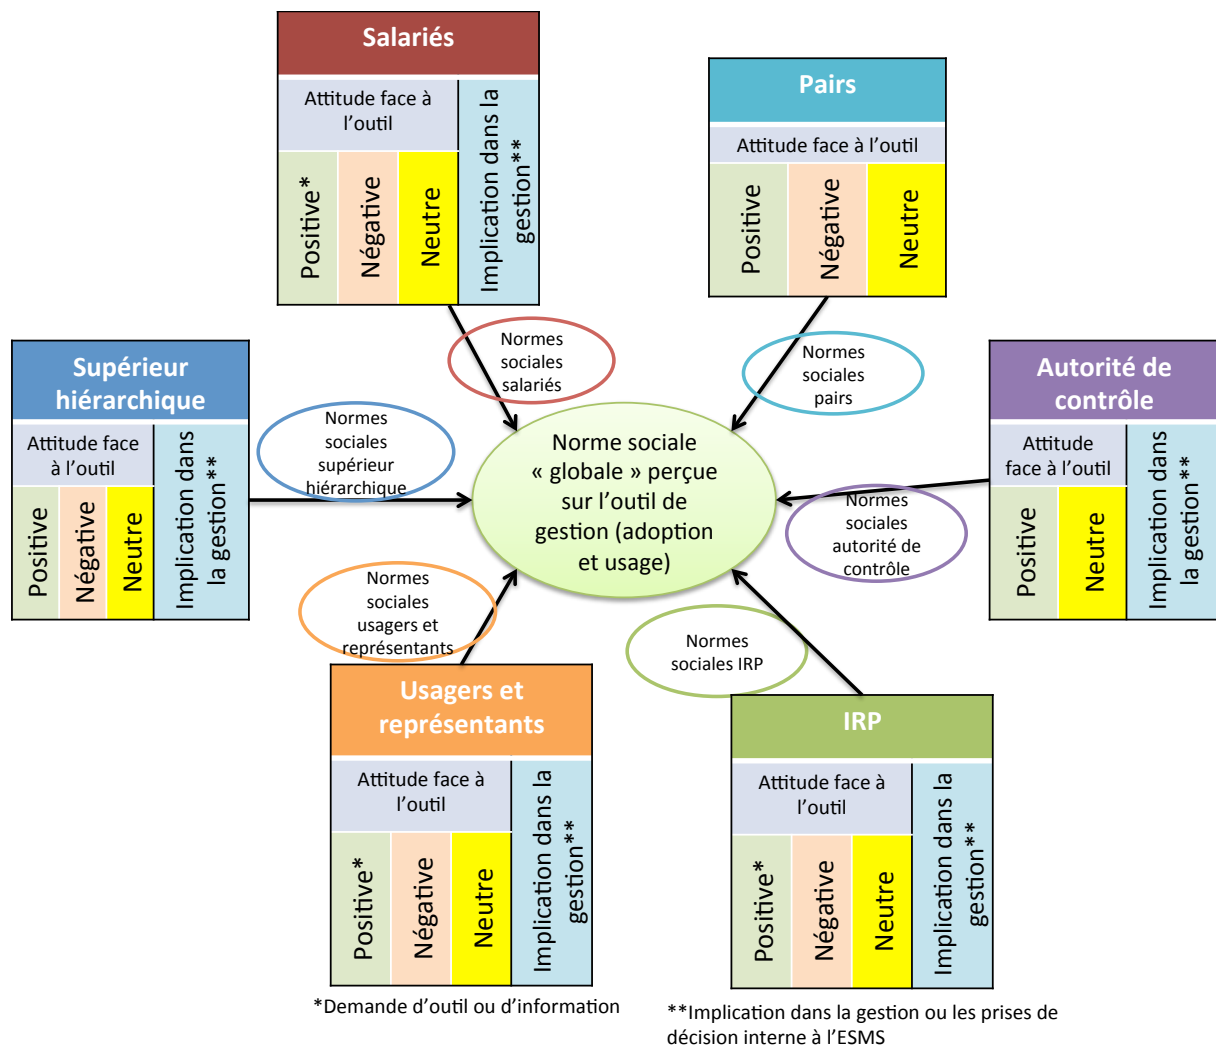 Salariés
Attitude face à
l’outil
Positive*
Négative
Neutre
Implication dans la
gestion**
Pairs
Attitude face à l’outil
Positive
Négative
Neutre
Normes
sociales
salariés
Normes
sociales
pairs
Supérieur
hiérarchique
Attitude face
à l’outil
Positive
Négative
Neutre
Implication dans
la gestion**
Normes
sociales
supérieur
hiérarchique
Norme sociale
« globale » perçue
sur l’outil de
gestion (adoption
et usage)
Autorité de
contrôle
Attitude
face à l’outil
Positive
Neutre
Implication dans
la gestion**
Normes
sociales
autorité de
contrôle
Normes
sociales
usagers et
représentants
Normes
sociales IRP
Usagers et
représentants
Attitude face à
l’outil
Positive*
Négative
Neutre
Implication dans la
gestion**
IRP
Attitude face à
l’outil
Positive*
Négative
Neutre
Implication dans la
gestion**
*Demande d’outil ou d’information
**Implication dans la gestion ou les prises de
décision interne à l’ESMS